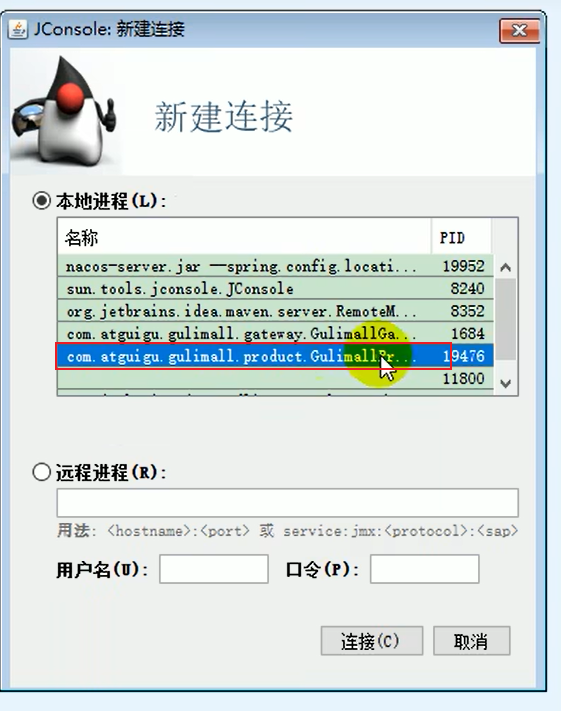 JConsole: 新建连接
新建连接
本地进程(L):
名称 PID
nacos-server.jar —spring.config.locati... 19952
sun.tools.jconsole.JConsole 8240
org.jetbrains.idea.maven.server.RemoteM... 8352
com.atguigu.gulimall.gateway.GulimallGa... 1684
com.atguigu.gulimall.product.GulimallPr... 19476
11800
远程进程(R):
用法: <hostname>:<port> 或 service:jmx:<protocol>:<sap>
用户名(U): 口令(P):
连接(C) 取消